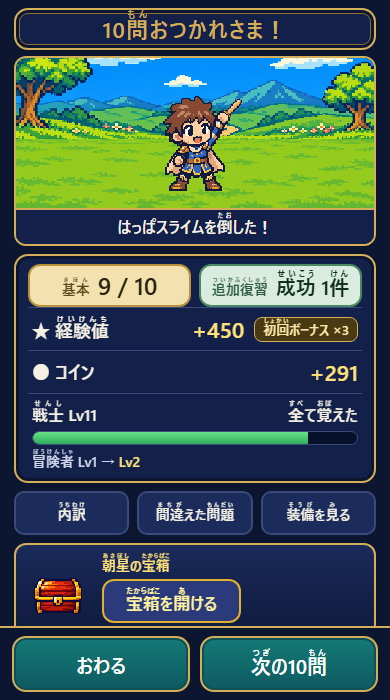 10問おつかれさま！
はっぱスライムを倒した！
基本 9 / 10
追加復習 成功 1件
★ 経験値 +450 初回ボーナス ×3
コイン +291
戦士 Lv11 全て覚えた
冒険者 Lv1 → Lv2
内訳 間違えた問題 装備を見る
朝星の宝箱
宝箱を開ける
おわる 次の10問